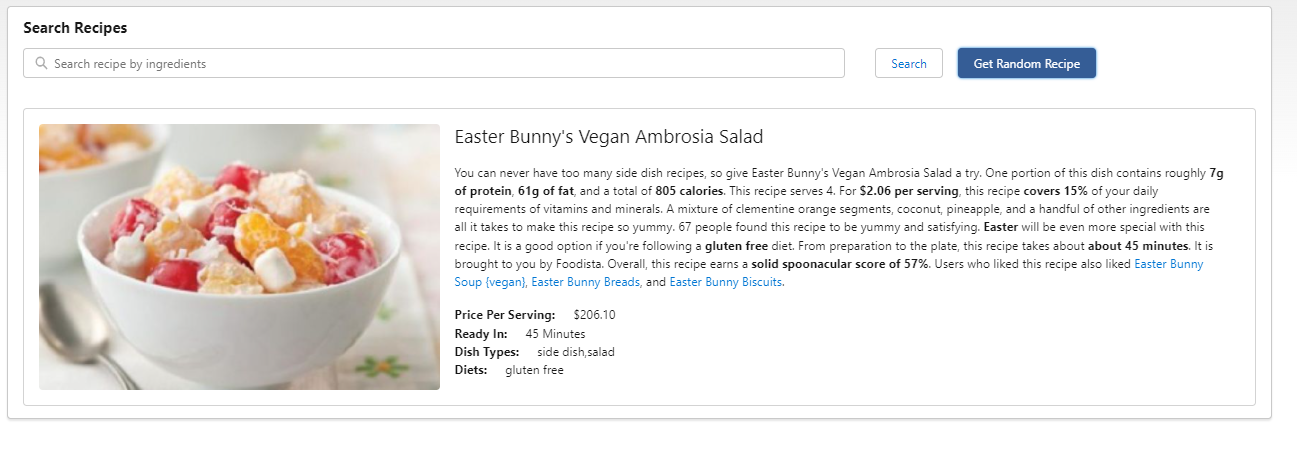 Search Recipes
Search recipe by ingredients
Search
Get Random Recipe
Easter Bunny's Vegan Ambrosia Salad
You can never have too many side dish recipes, so give Easter Bunny's Vegan Ambrosia Salad a try. One portion of this dish contains roughly 7g
of protein, 61g of fat, and a total of 805 calories. This recipe serves 4. For $2.06 per serving, this recipe covers 15% of your daily
requirements of vitamins and minerals. A mixture of clementine orange segments, coconut, pineapple, and a handful of other ingredients are
all it takes to make this recipe so yummy. 67 people found this recipe to be yummy and satisfying. Easter will be even more special with this
recipe. It is a good option if you're following a gluten free diet. From preparation to the plate, this recipe takes about about 45 minutes. It is
brought to you by Foodista. Overall, this recipe earns a solid spoonacular score of 57%. Users who liked this recipe also liked Easter Bunny
Soup {vegan}, Easter Bunny Breads, and Easter Bunny Biscuits.
Price Per Serving: $206.10
Ready In: 45 Minutes
Dish Types: side dish,salad
Diets: gluten free